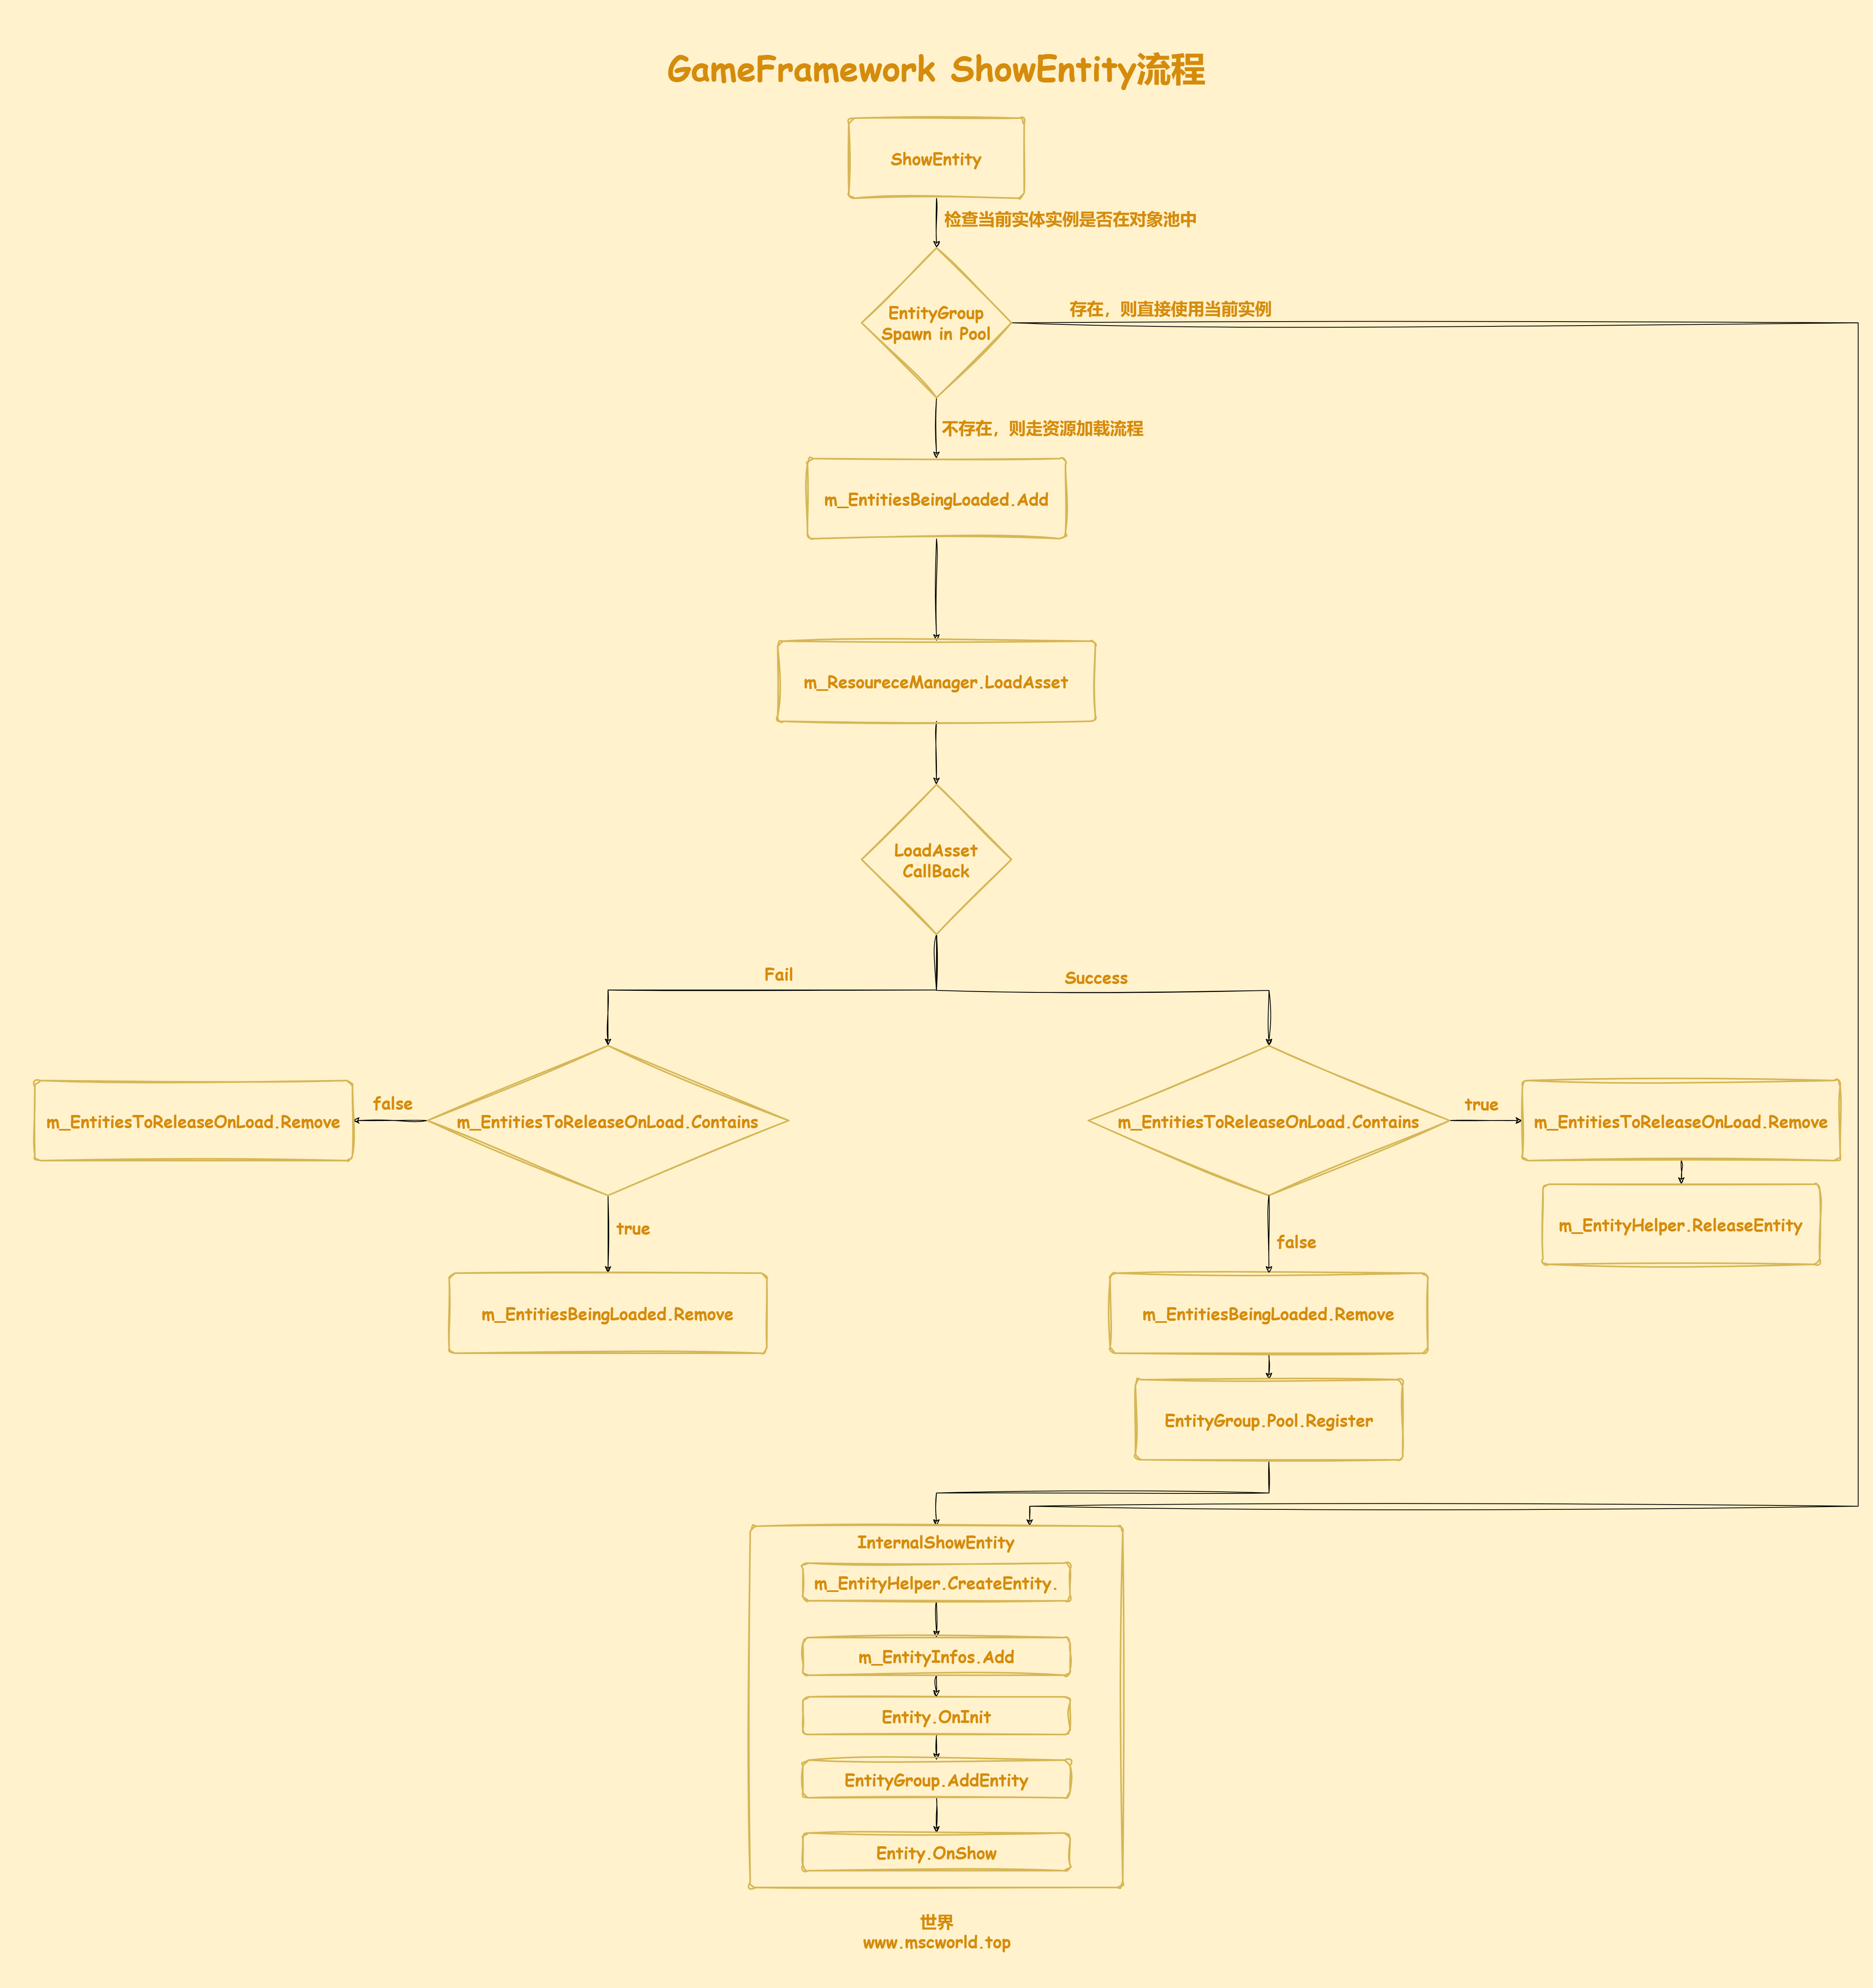 GameFramework ShowEntity流程
ShowEntity
检查当前实体实例是否在对象池中
EntityGroup
Spawn in Pool
存在，则直接使用当前实例
不存在，则走资源加载流程
m_EntitiesBeingLoaded.Add
m_ResoureceManager.LoadAsset
LoadAsset
CallBack
Fail
Success
m_EntitiesToReleaseOnLoad.Remove
false
m_EntitiesToReleaseOnLoad.Contains
m_EntitiesToReleaseOnLoad.Contains
true
m_EntitiesToReleaseOnLoad.Remove
m_EntityHelper.ReleaseEntity
true
false
m_EntitiesBeingLoaded.Remove
m_EntitiesBeingLoaded.Remove
EntityGroup.Pool.Register
InternalShowEntity
m_EntityHelper.CreateEntity.
m_EntityInfos.Add
Entity.OnInit
EntityGroup.AddEntity
Entity.OnShow
世界
www.mscworld.top